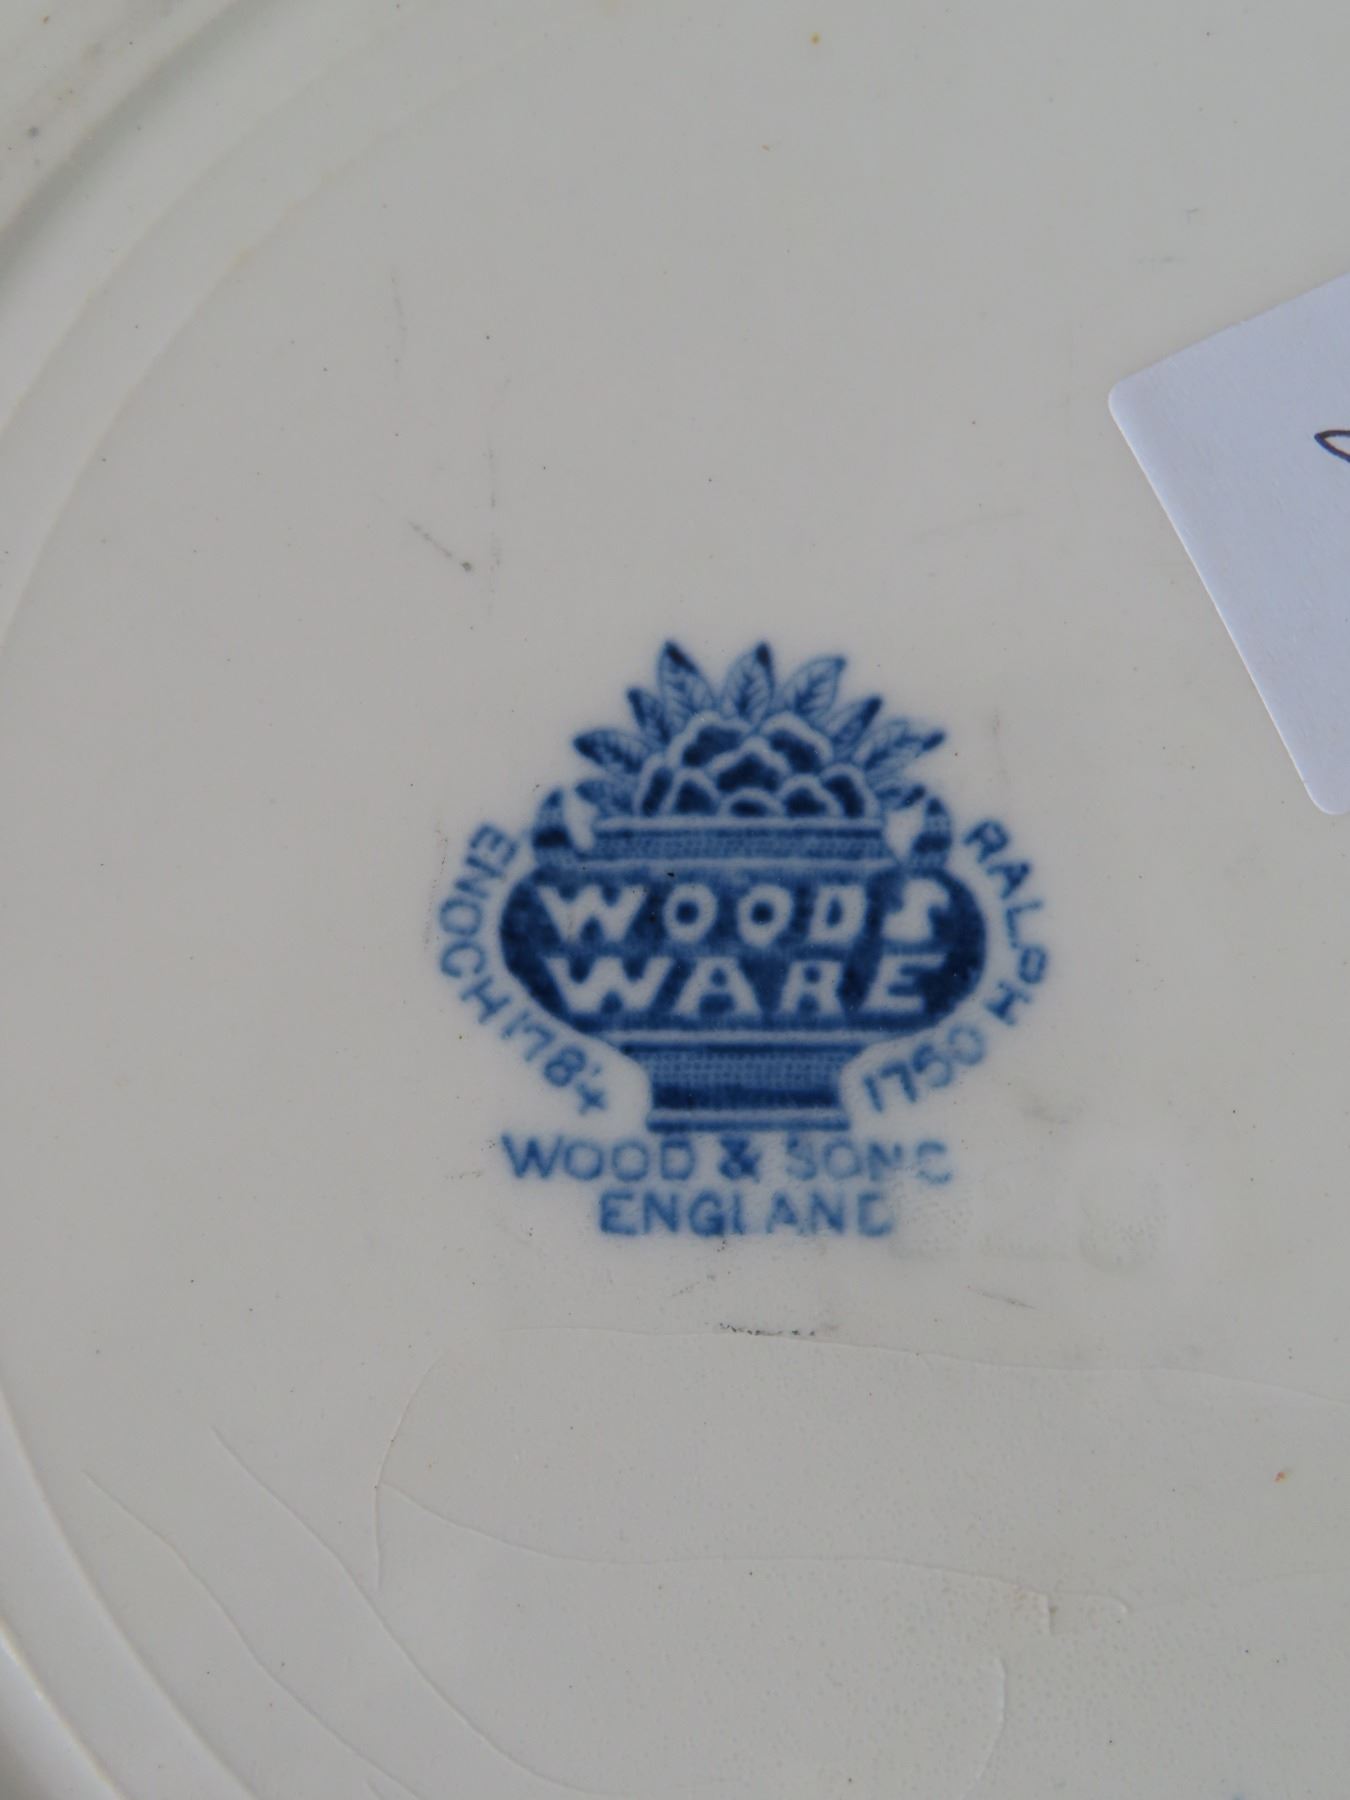 WOODS
WARE
ENOCH 1784
RALPH 1750
WOOD & SONS
ENGLAND